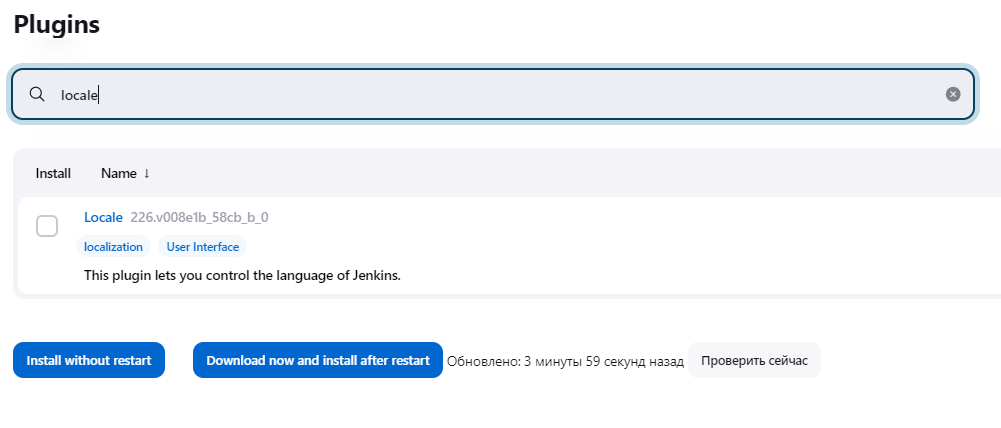 Plugins
locale
Install Name ↓
Locale 226.v008e1b_58cb_b_0
localization User Interface
This plugin lets you control the language of Jenkins.
Install without restart Download now and install after restart Обновлено: 3 минуты 59 секунд назад Проверить сейчас